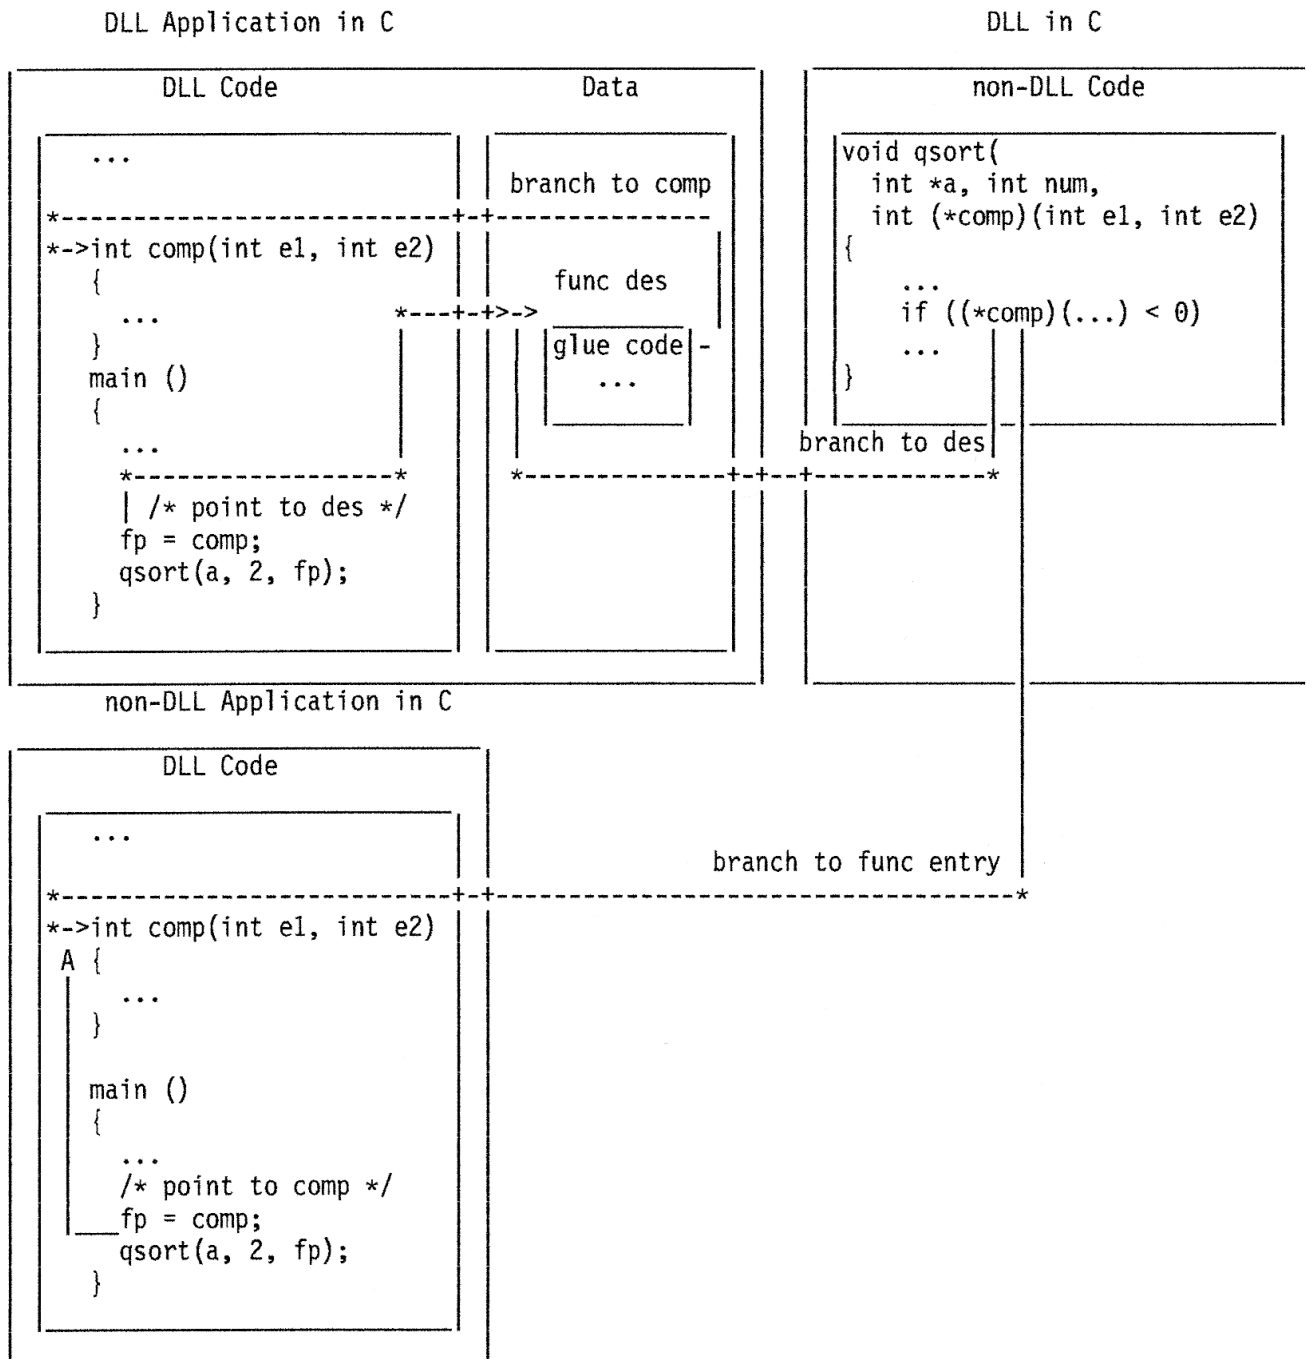 DLL Application in C
DLL in C
DLL Code
Data
non-DLL Code
...
branch to comp
*->int comp(int e1, int e2)
{
...
}
main ()
{
...
/* point to des */
fp = comp;
qsort(a, 2, fp);
}
func des
glue code
...
void qsort(
int *a, int num,
int (*comp)(int e1, int e2)
{
...
if ((*comp)(...) < 0)
...
}
branch to des
non-DLL Application in C
DLL Code
...
branch to func entry
*->int comp(int e1, int e2)
A {
...
}
main ()
{
...
/* point to comp */
fp = comp;
qsort(a, 2, fp);
}